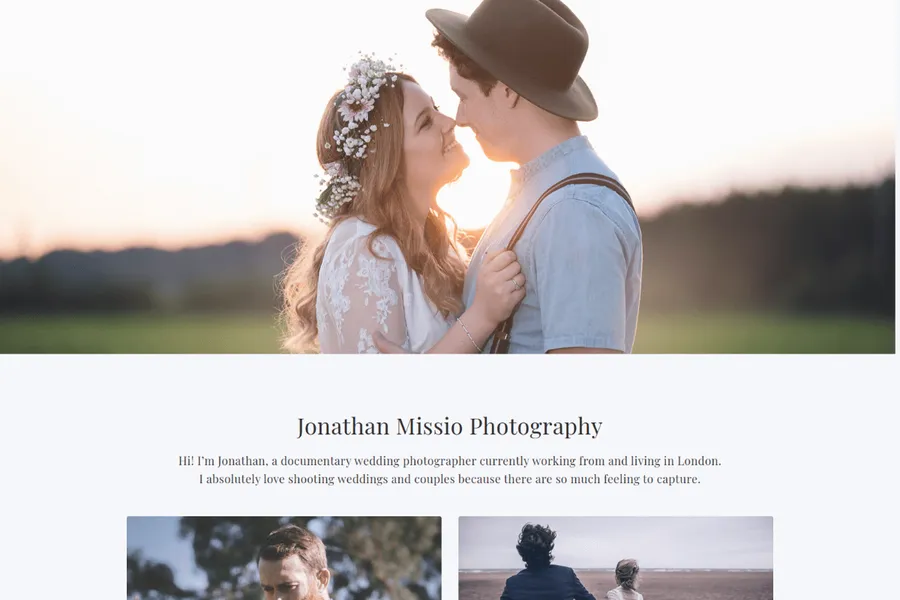 Jonathan Missio Photography
Hi! I'm Jonathan, a documentary wedding photographer currently working from and living in London.
I absolutely love shooting weddings and couples because there are so much feeling to capture.